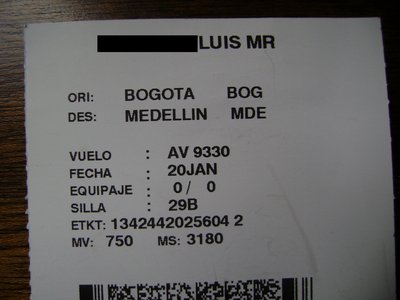 LUIS MR
ORI: BOGOTA BOG
DES: MEDELLIN MDE
VUELO : AV 9330
FECHA : 20JAN
EQUIPAJE : 0 / 0
SILLA : 29B
ETKT: 1342442025604 2
MV: 750 MS: 3180